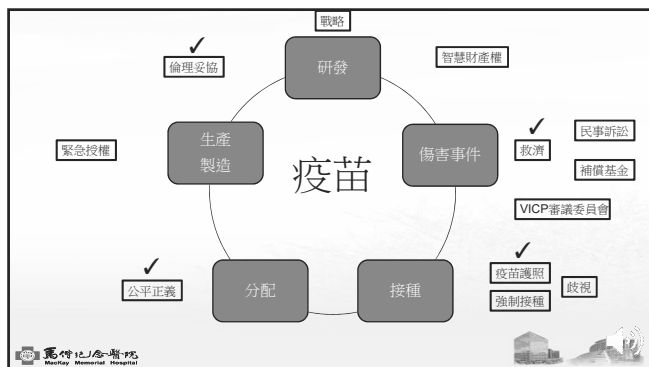 戰略
倫理妥協
研發
智慧財產權
緊急授權
生產
製造
疫苗
傷害事件
救濟
民事訴訟
補償基金
VICP審議委員會
公平正義
分配
接種
疫苗護照
強制接種
歧視
馬偕紀念醫院
MacKay Memorial Hospital